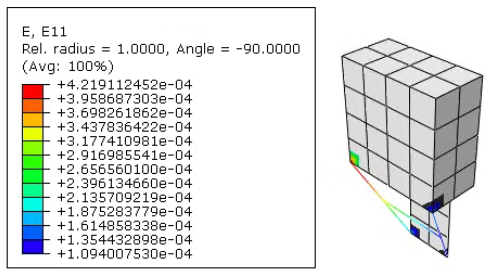 E, E11
Rel. radius = 1.0000, Angle = -90.0000
(Avg: 100%)
+4.219112452e-04
+3.958687303e-04
+3.698261862e-04
+3.437836422e-04
+3.177410981e-04
+2.916985541e-04
+2.656560100e-04
+2.396134660e-04
+2.135709219e-04
+1.875283779e-04
+1.614858338e-04
+1.354432898e-04
+1.094007530e-04